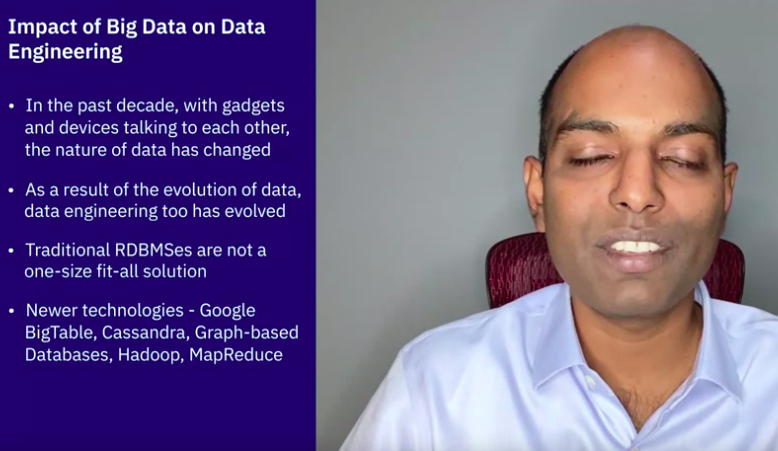 Impact of Big Data on Data
Engineering
• In the past decade, with gadgets
and devices talking to each other,
the nature of data has changed
• As a result of the evolution of data,
data engineering too has evolved
• Traditional RDBMSes are not a
one-size fit-all solution
• Newer technologies - Google
BigTable, Cassandra, Graph-based
Databases, Hadoop, MapReduce